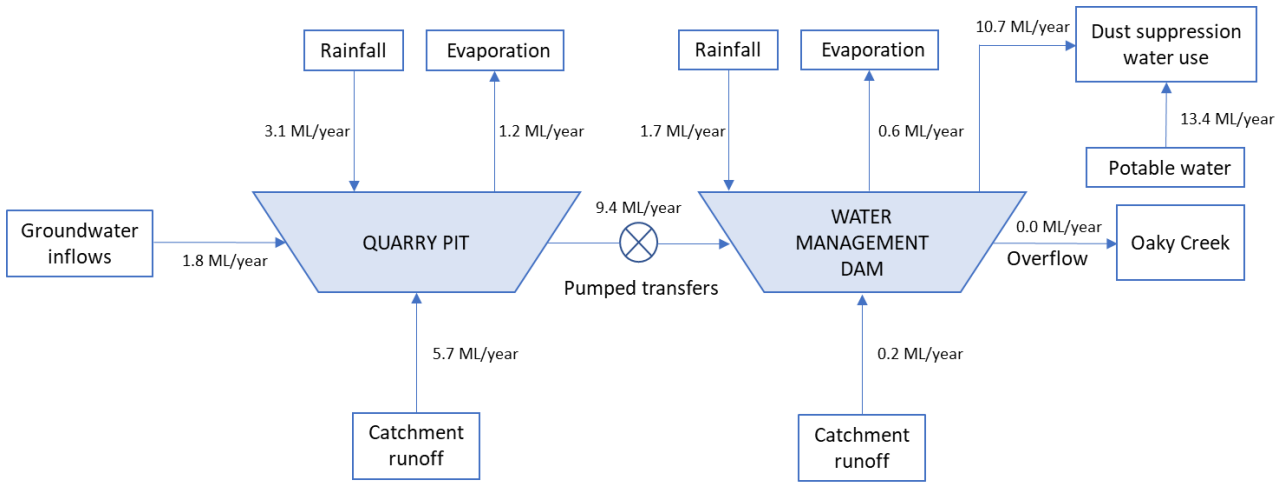 10.7 ML/year
Dust suppression
water use
Rainfall
Evaporation
Rainfall
Evaporation
3.1 ML/year
1.2 ML/year
1.7 ML/year
0.6 ML/year
13.4 ML/year
Potable water
Groundwater
inflows
1.8 ML/year
QUARRY PIT
9.4 ML/year
Pumped transfers
WATER
MANAGEMENT
DAM
0.0 ML/year
Overflow
Oaky Creek
5.7 ML/year
0.2 ML/year
Catchment
runoff
Catchment
runoff